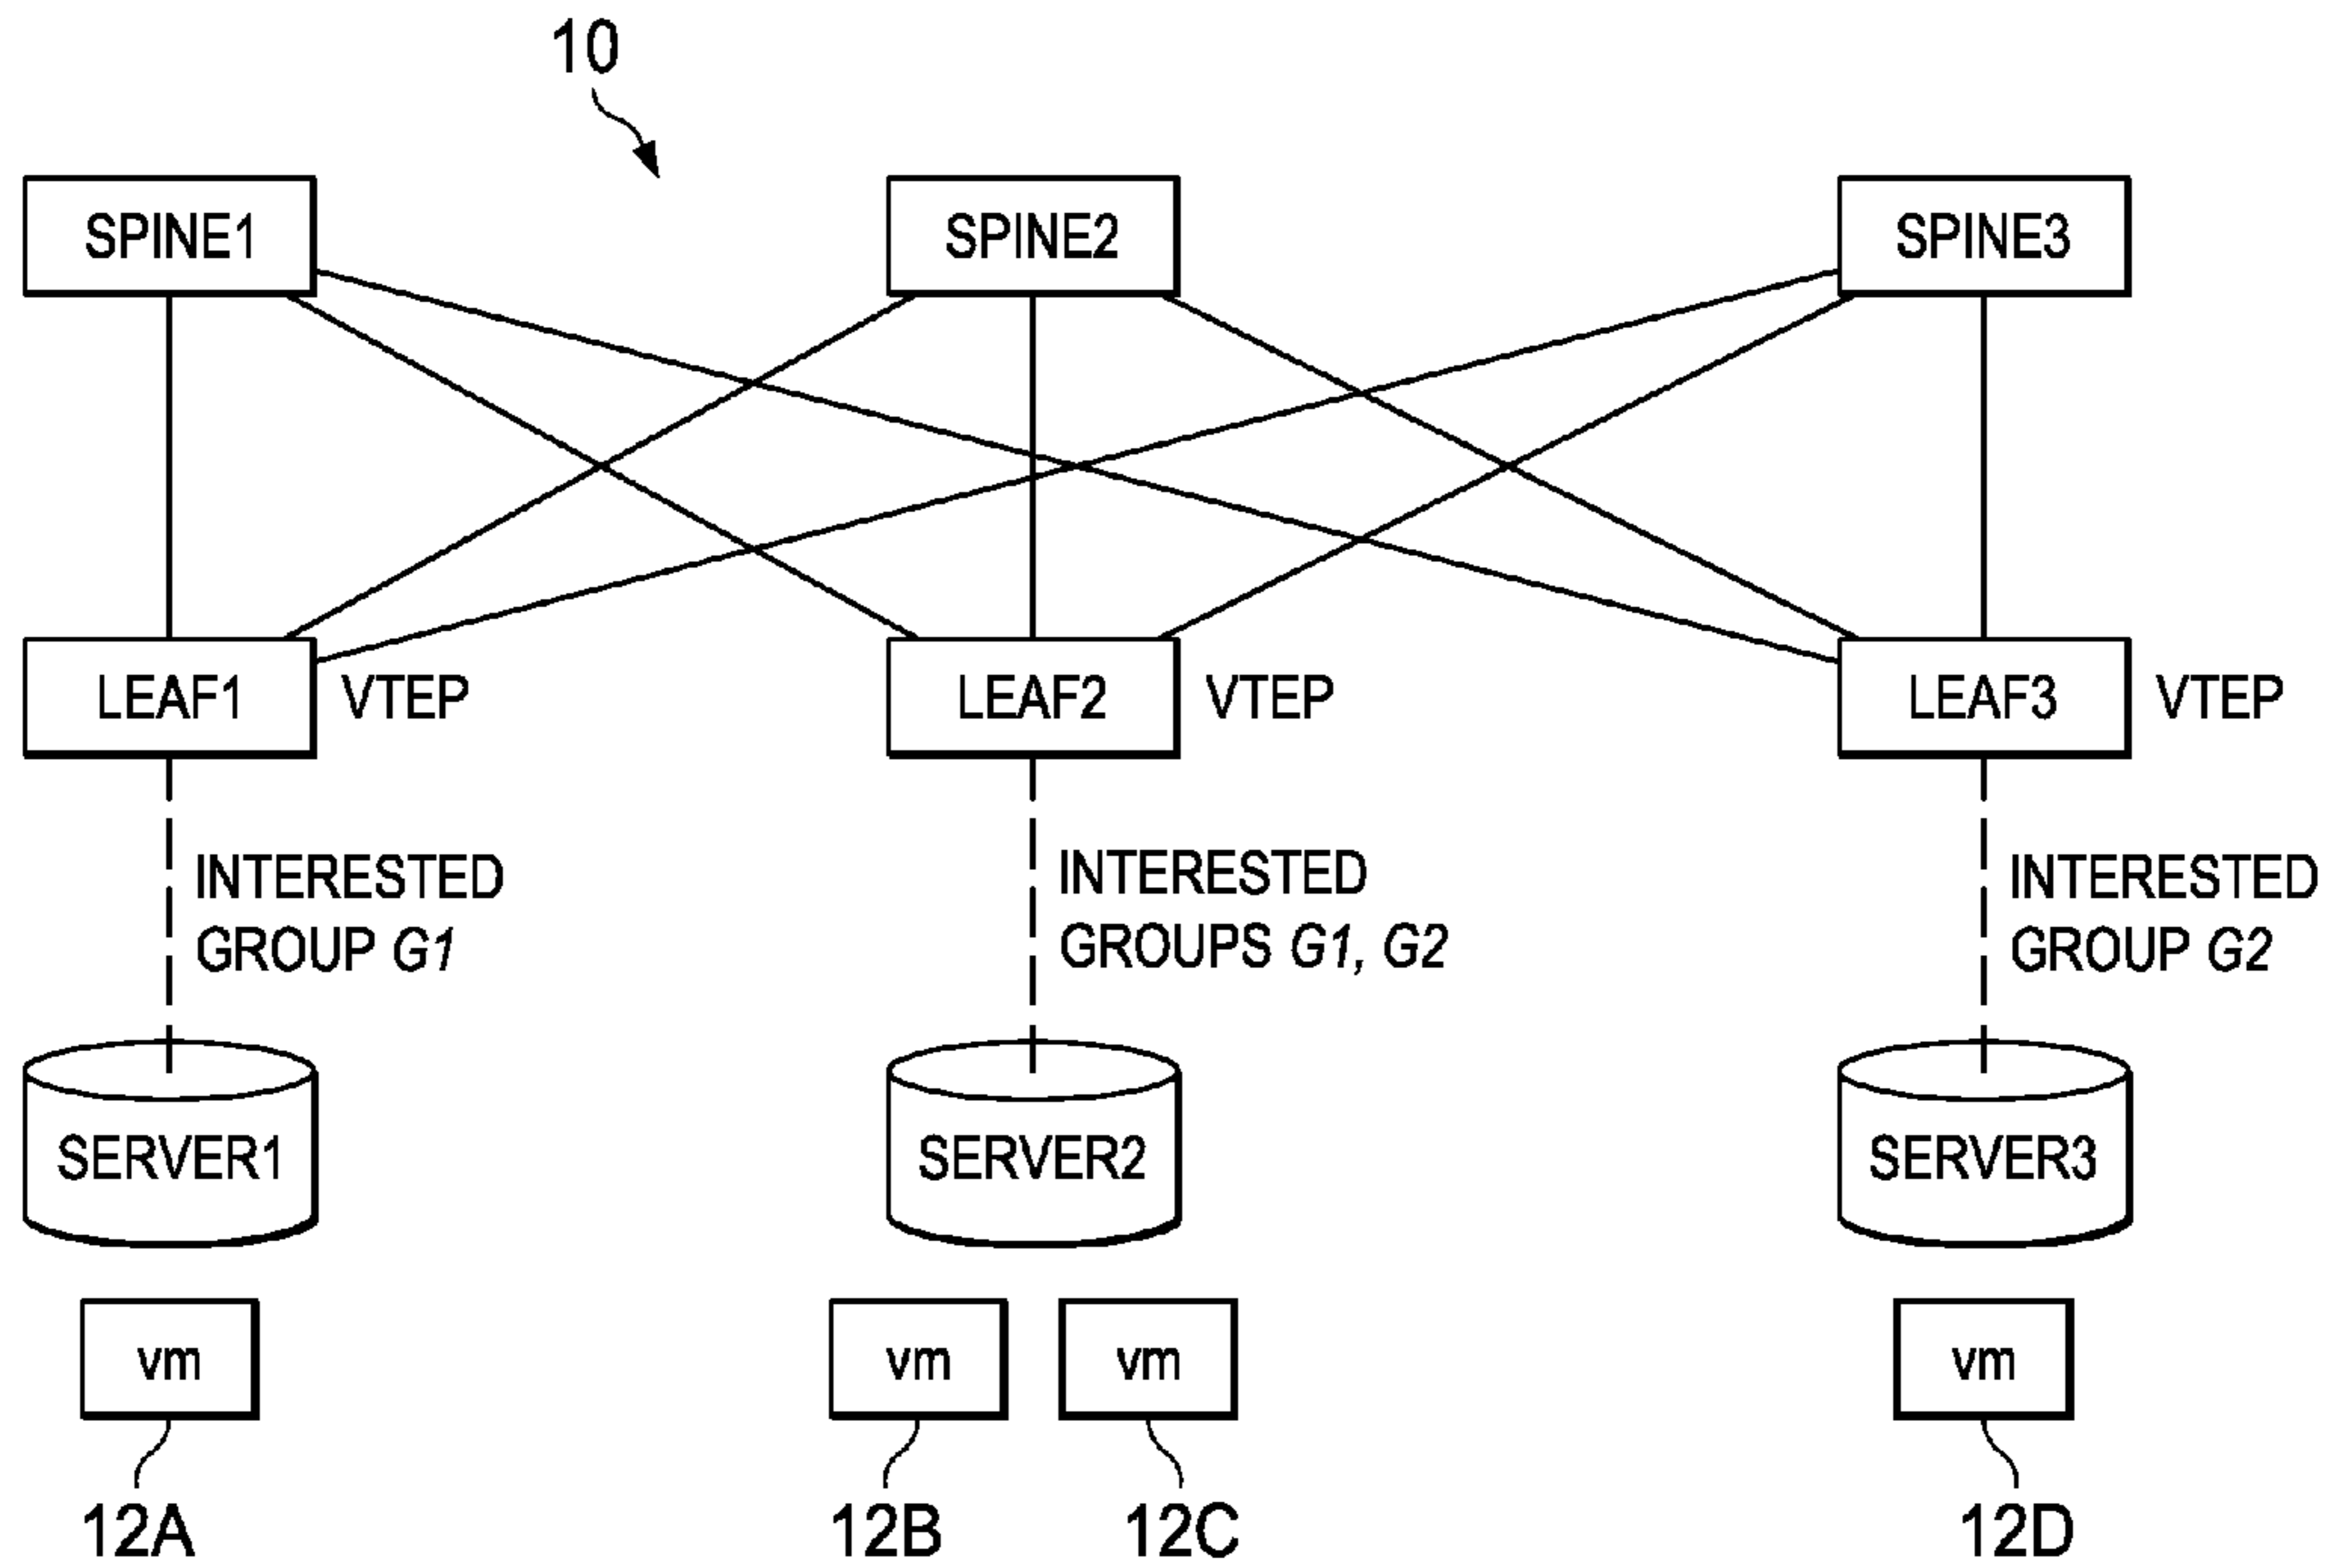 10
SPINE1
SPINE2
SPINE3
LEAF1
VTEP
LEAF2
VTEP
LEAF3
VTEP
INTERESTED
GROUP G1
INTERESTED
GROUPS G1, G2
INTERESTED
GROUP G2
SERVER1
SERVER2
SERVER3
vm
vm
vm
vm
12A
12B
12C
12D